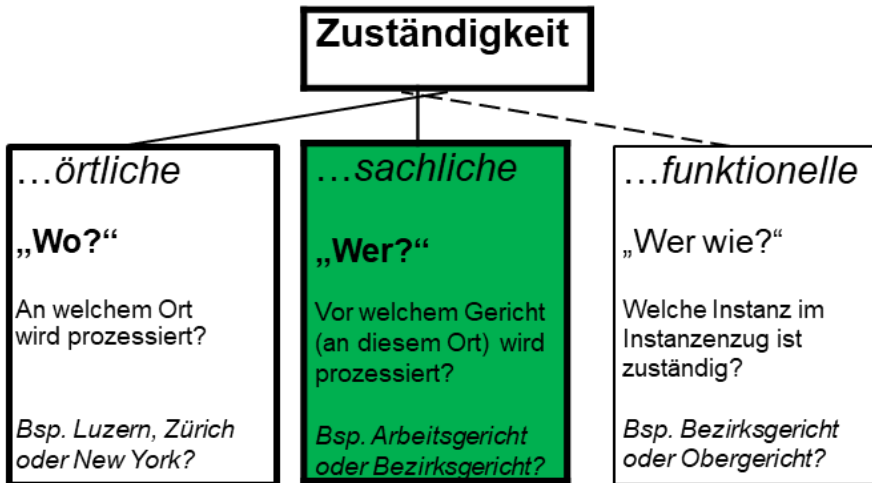 Zuständigkeit
…örtliche
„Wo?“
An welchem Ort
wird prozessiert?
Bsp. Luzern, Zürich
oder New York?
…sachliche
„Wer?“
Vor welchem Gericht
(an diesem Ort) wird
prozessiert?
Bsp. Arbeitsgericht
oder Bezirksgericht?
…funktionelle
„Wer wie?“
Welche Instanz im
Instanzenzug ist
zuständig?
Bsp. Bezirksgericht
oder Obergericht?